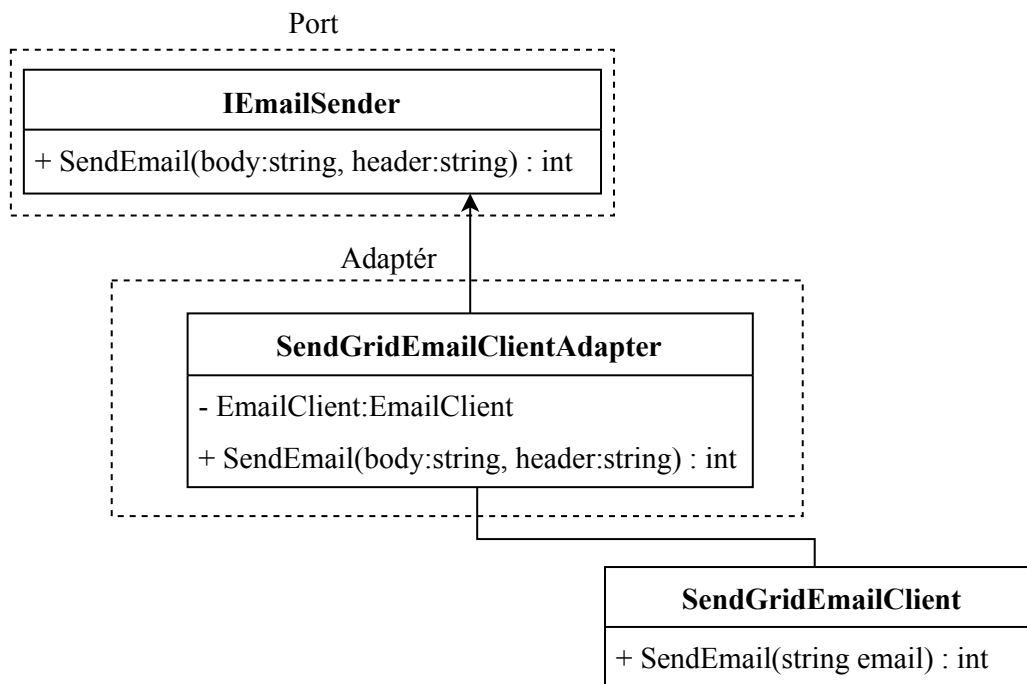 Port
IEmailSender
+ SendEmail(body:string, header:string) : int
Adaptér
SendGridEmailClientAdapter
- EmailClient:EmailClient
+ SendEmail(body:string, header:string) : int
SendGridEmailClient
+ SendEmail(string email) : int